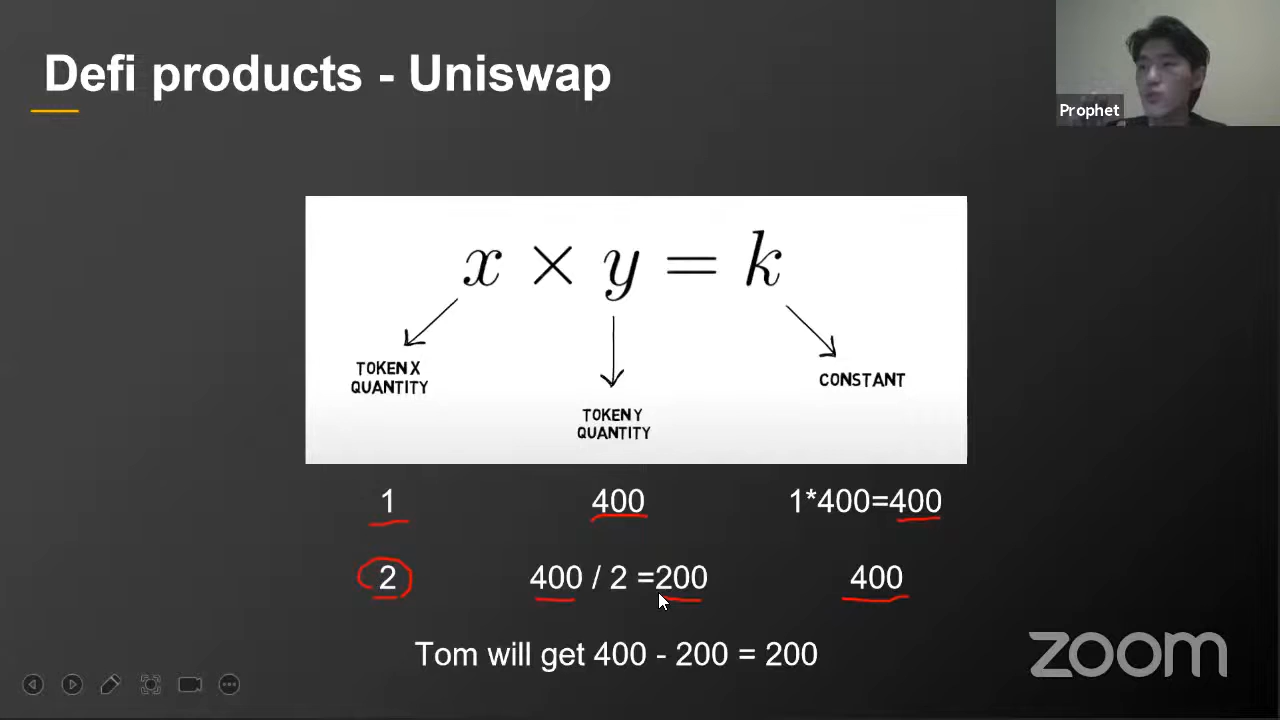 Defi products - Uniswap
Prophet
x × y = k
TOKEN X
QUANTITY
TOKEN Y
QUANTITY
CONSTANT
1 400 1*400=400
2 400 / 2 =200 400
Tom will get 400 - 200 = 200
zoom